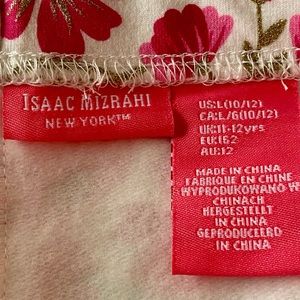 ISAAC MIZRAHI
NEW YORK™
US:L(10/12)
CA:L/G(10/12)
UK:11-12yrs
EU:152
AU:12
MADE IN CHINA
FABRIQUE EN CHINE
WYPRODUKOWANO W
CHINACH
HERGESTELLT
IN CHINA
GEPRODUCEERD
IN CHINA